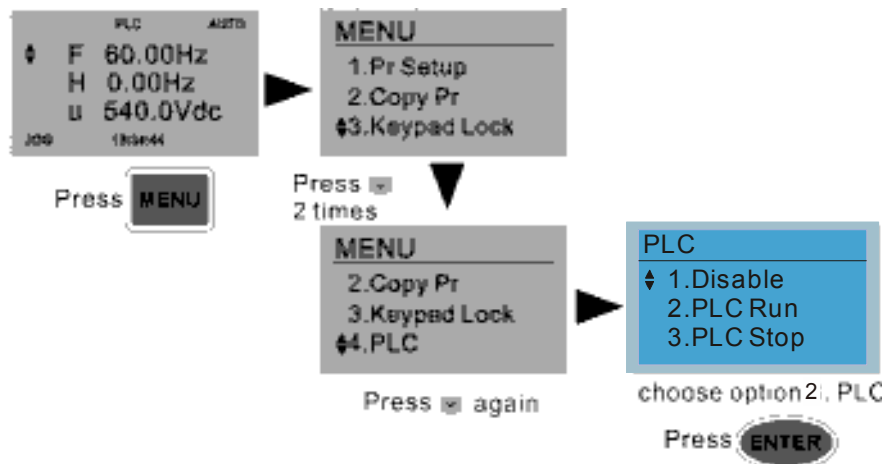 PLC AUTO
F 60.00Hz
H 0.00Hz
u 540.0Vdc
JOG
Press MENU
MENU
1.Pr Setup
2.Copy Pr
3.Keypad Lock
Press
2 times
MENU
2.Copy Pr
3.Keypad Lock
4.PLC
Press again
PLC
1.Disable
2.PLC Run
3.PLC Stop
choose option 2. PLC
Press ENTER